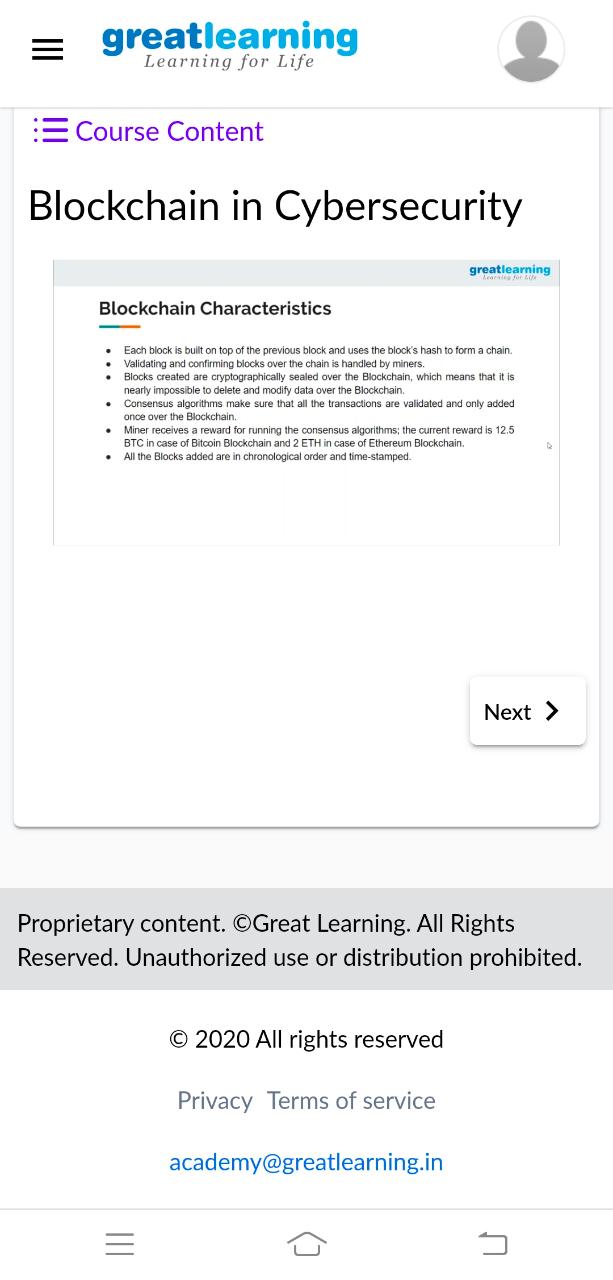 greatlearning
Learning for Life
Course Content
Blockchain in Cybersecurity
greatlearning
Learning for Life
Blockchain Characteristics
● Each block is built on top of the previous block and uses the block's hash to form a chain.
● Validating and confirming blocks over the chain is handled by miners.
● Blocks created are cryptographically sealed over the Blockchain, which means that it is
nearly impossible to delete and modify data over the Blockchain.
● Consensus algorithms make sure that all the transactions are validated and only added
once over the Blockchain.
● Miner receives a reward for running the consensus algorithms; the current reward is 12.5
BTC in case of Bitcoin Blockchain and 2 ETH in case of Ethereum Blockchain.
● All the Blocks added are in chronological order and time-stamped.
Next
Proprietary content. ©Great Learning. All Rights
Reserved. Unauthorized use or distribution prohibited.
© 2020 All rights reserved
Privacy Terms of service
academy@greatlearning.in